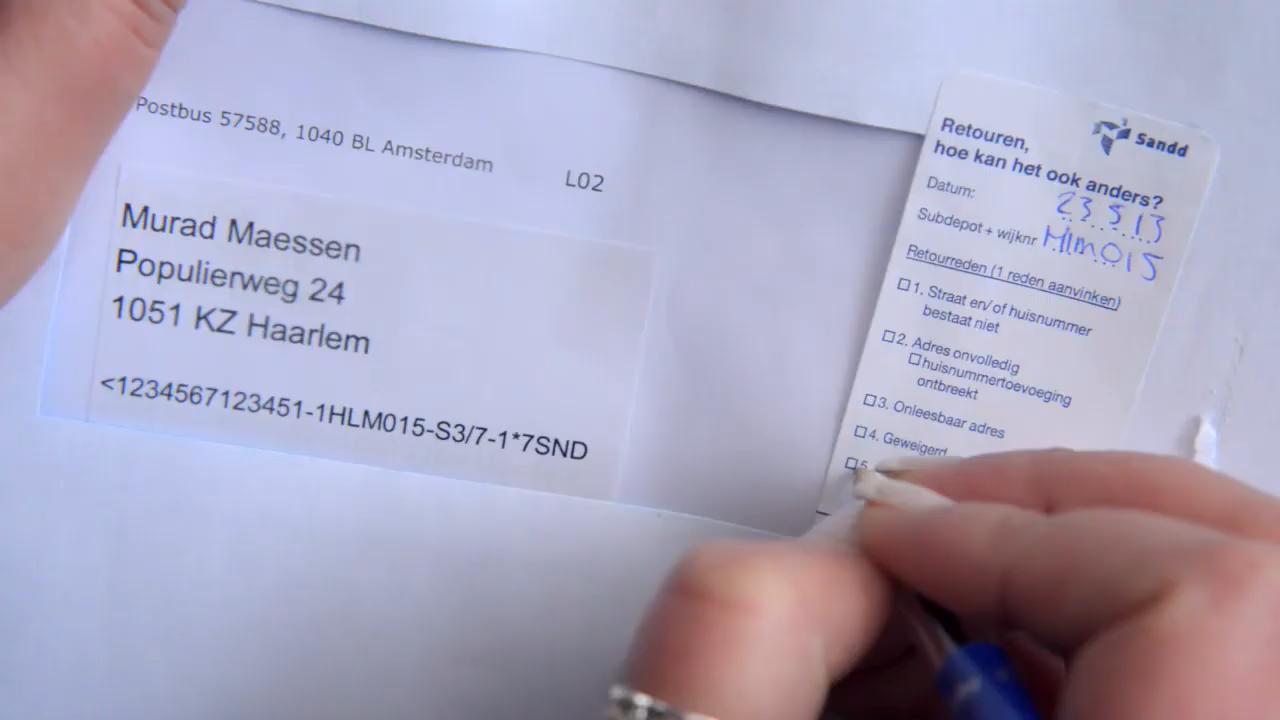 Postbus 57588, 1040 BL Amsterdam
L02
Murad Maessen
Populierweg 24
1051 KZ Haarlem
<1234567123451-1HLM015-S3/7-1*7SND
Sandd
Retouren,
hoe kan het ook anders?
Datum: 23.5.13
Subdepot + wijknr HLM015
Retourreden (1 reden aanvinken)
1. Straat en/ of huisnummer
bestaat niet
2. Adres onvolledig
huisnummertoevoeging
ontbreekt
3. Onleesbaar adres
4. Geweigerd
5.